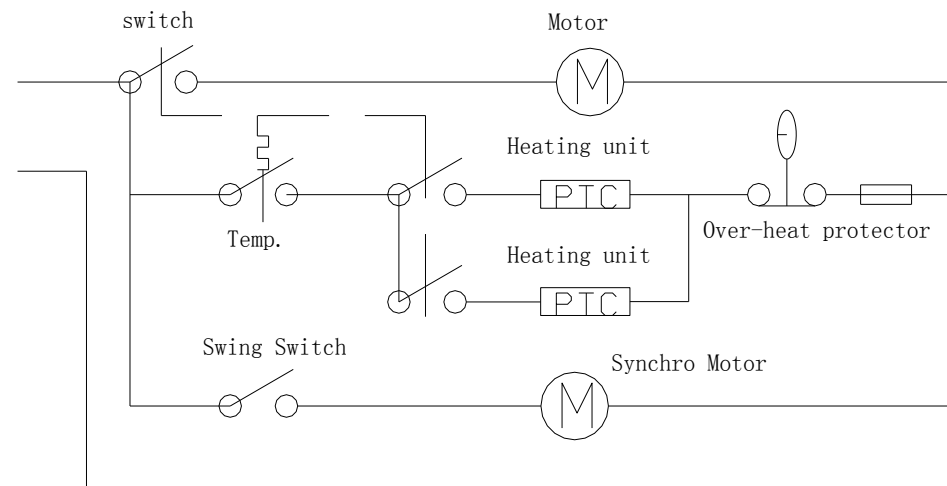 switch
Motor
M
Heating unit
PTC
Temp.
Over-heat protector
Heating unit
PTC
Swing Switch
Synchro Motor
M